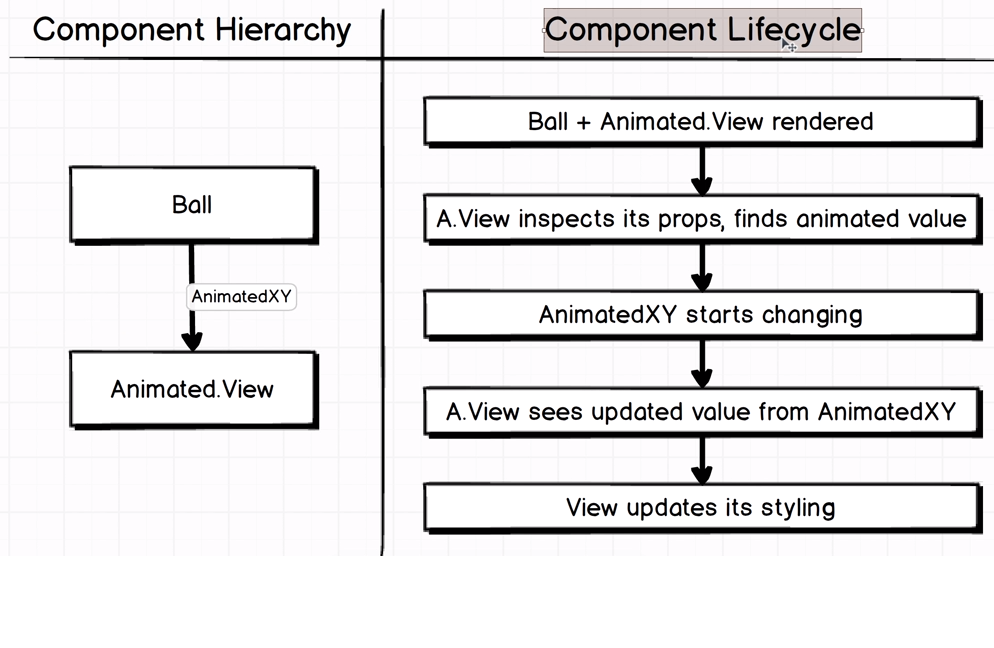 Component Hierarchy
Component Lifecycle
Ball
AnimatedXY
Animated.View
Ball + Animated.View rendered
A.View inspects its props, finds animated value
AnimatedXY starts changing
A.View sees updated value from AnimatedXY
View updates its styling